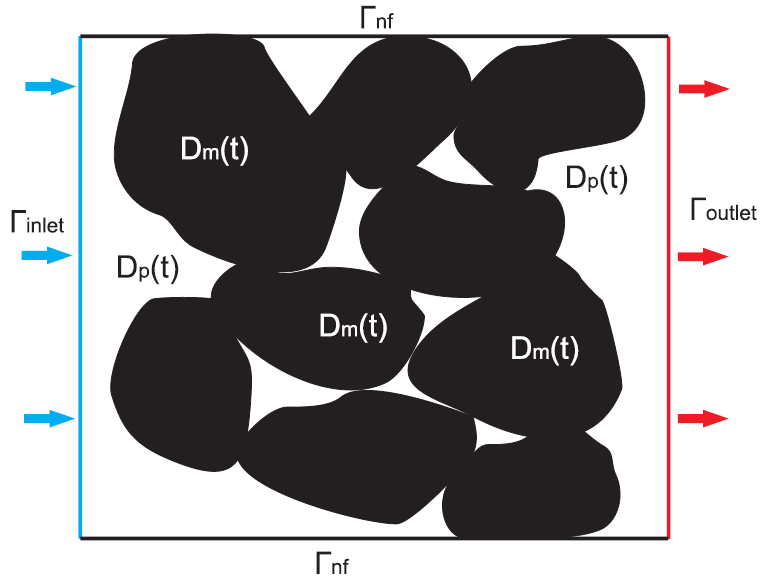 Γnf
Dm(t)
Dp(t)
Γinlet
Γoutlet
Dp(t)
Dm(t)
Dm(t)
Γnf